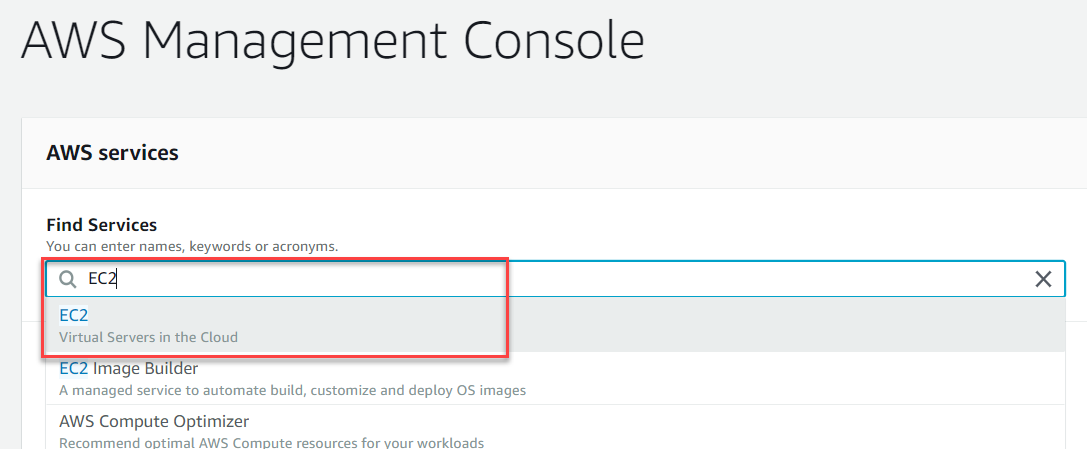 AWS Management Console
AWS services
Find Services
You can enter names, keywords or acronyms.
EC2
EC2
Virtual Servers in the Cloud
EC2 Image Builder
A managed service to automate build, customize and deploy OS images
AWS Compute Optimizer
Recommend optimal AWS Compute resources for your workloads